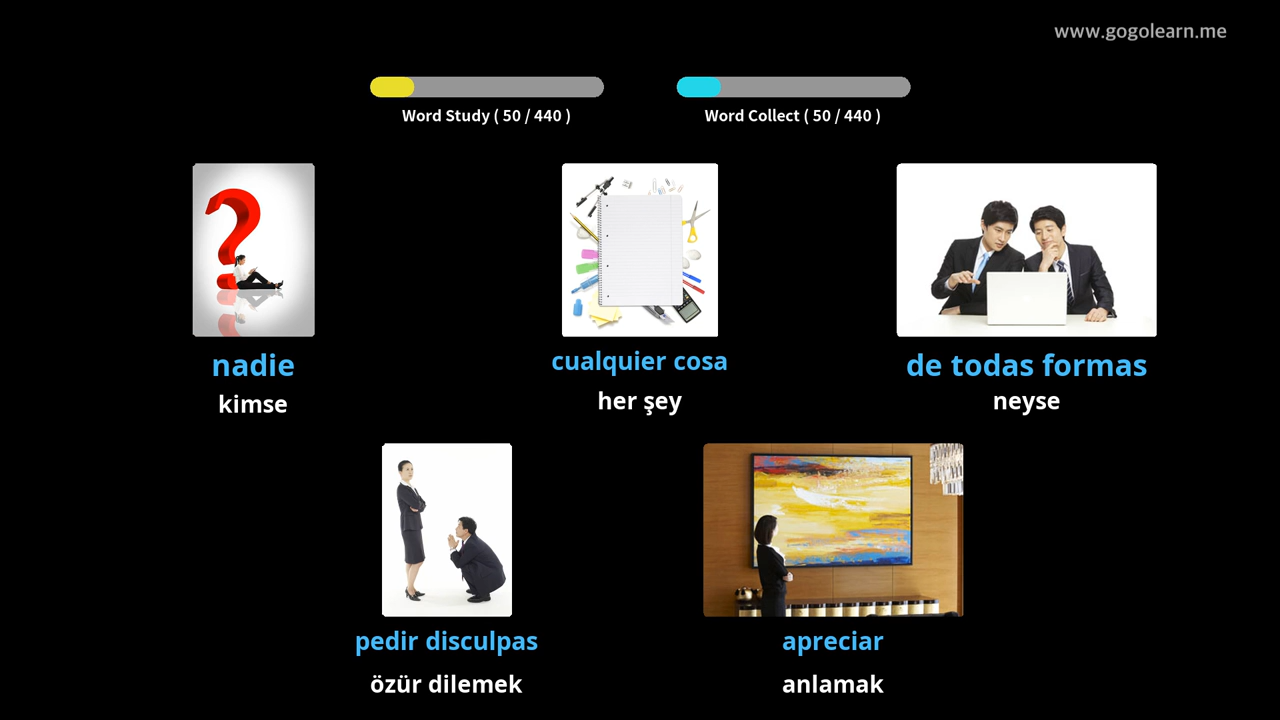 www.gogolearn.me
Word Study ( 50 / 440 )
Word Collect ( 50 / 440 )
nadie
kimse
cualquier cosa
her şey
de todas formas
neyse
pedir disculpas
özür dilemek
apreciar
anlamak